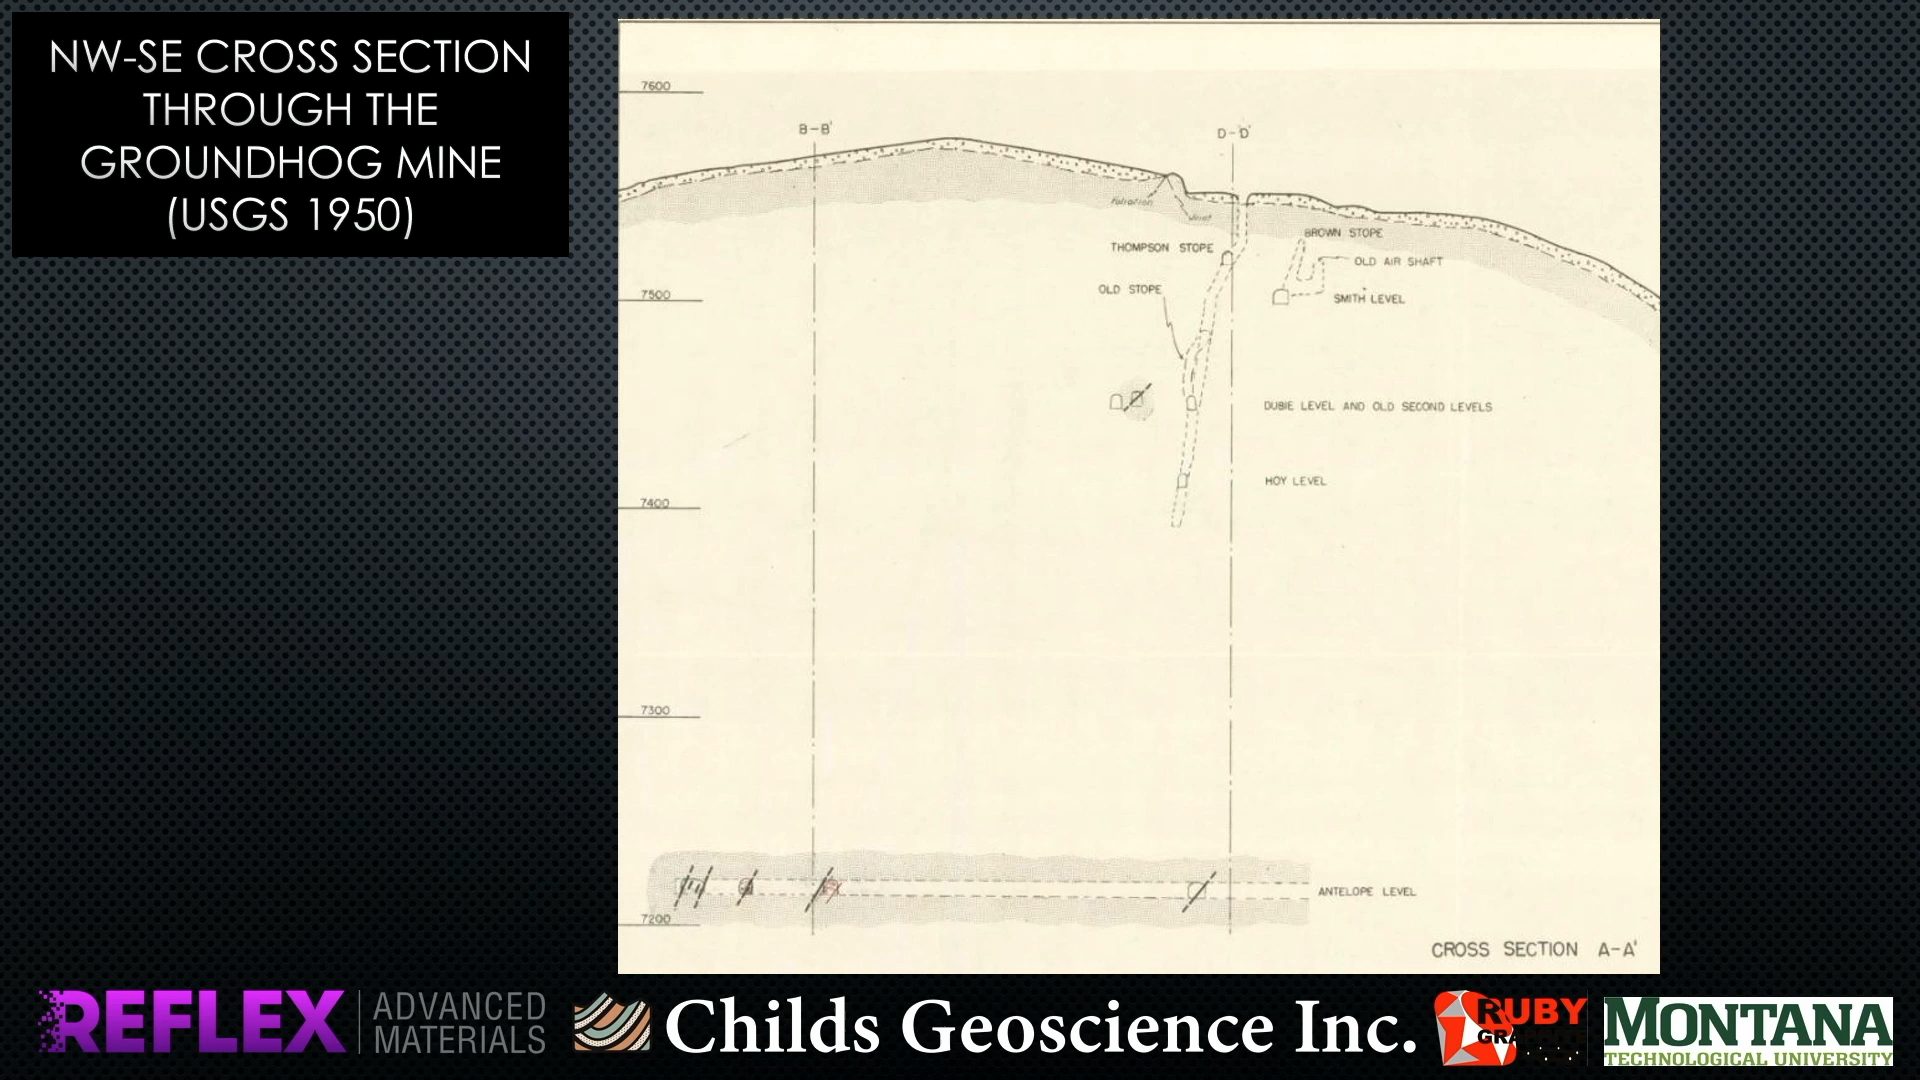 NW-SE CROSS SECTION
THROUGH THE
GROUNDHOG MINE
(USGS 1950)
7600
B-B'
D-D'
Foliation
Joint
THOMPSON STOPE
BROWN STOPE
OLD AIR SHAFT
OLD STOPE
7500
SMITH LEVEL
DUBIE LEVEL AND OLD SECOND LEVELS
HOY LEVEL
7400
7300
ANTELOPE LEVEL
7200
CROSS SECTION A-A'
REFLEX
ADVANCED
MATERIALS
Childs Geoscience Inc.
RUBY
MONTANA
TECHNOLOGICAL UNIVERSITY